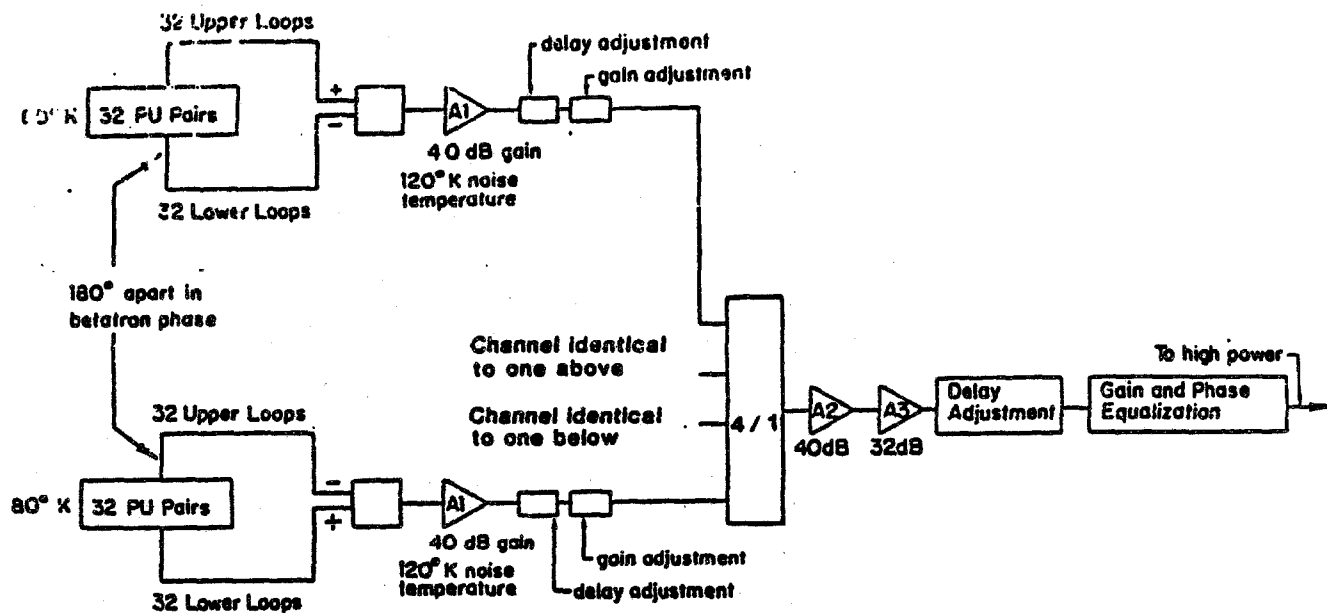 32 Upper Loops
delay adjustment
gain adjustment
+
32 PU Pairs
−
A1
40 dB gain
120° K noise
temperature
32 Lower Loops
180° apart in
betatron phase
Channel identical
to one above
Channel identical
to one below
4 / 1
A2
40dB
A3
32dB
Delay
Adjustment
Gain and Phase
Equalization
To high power
32 Upper Loops
−
80° K
32 PU Pairs
+
A1
40 dB gain
120° K noise
temperature
gain adjustment
delay adjustment
32 Lower Loops